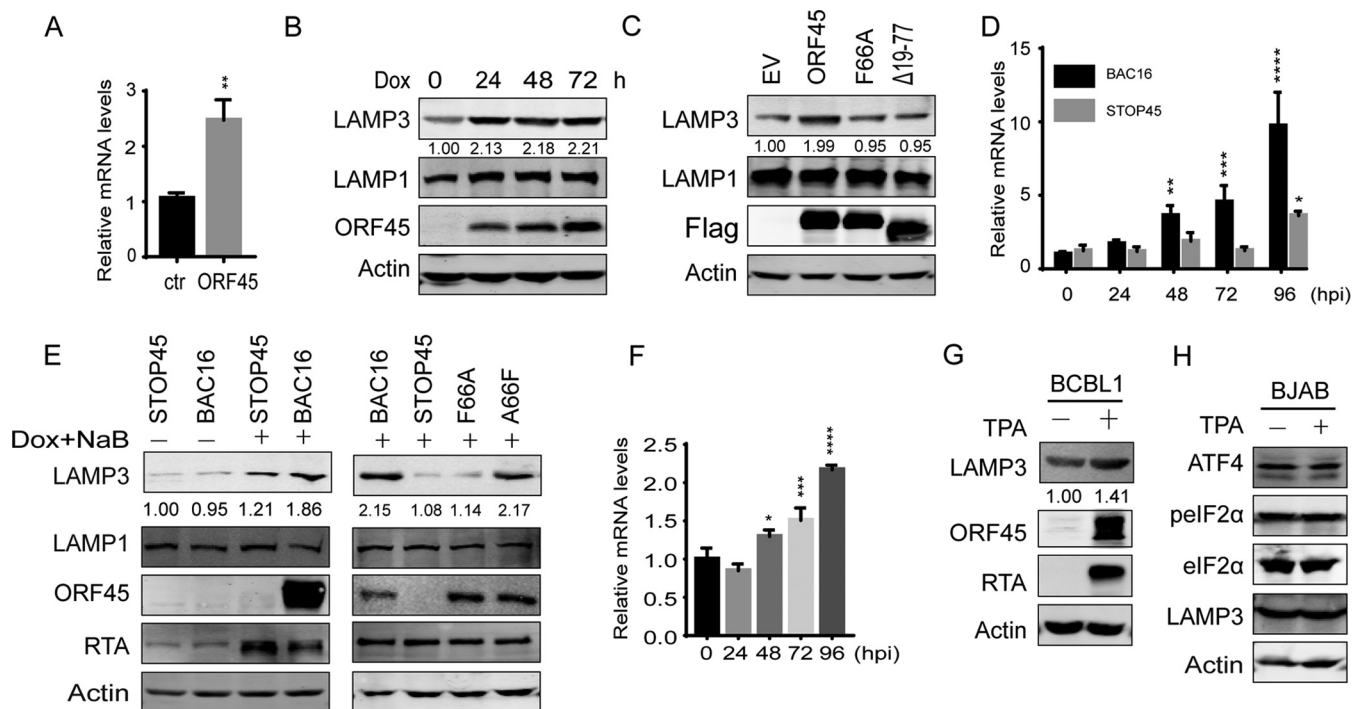 A
Relative mRNA levels
3
2
1
0
**
ctr ORF45
B
Dox 0 24 48 72 h
LAMP3
1.00 2.13 2.18 2.21
LAMP1
ORF45
Actin
C
EV ORF45 F66A Δ19-77
LAMP3
1.00 1.99 0.95 0.95
LAMP1
Flag
Actin
D
Relative mRNA levels
15
10
5
0
BAC16
STOP45
** *** **** *
0 24 48 72 96 (hpi)
E
STOP45 BAC16 STOP45 BAC16 BAC16 STOP45 F66A A66F
Dox+NaB − − + + + + + +
LAMP3
1.00 0.95 1.21 1.86 2.15 1.08 1.14 2.17
LAMP1
ORF45
RTA
Actin
F
Relative mRNA levels
2.5
2.0
1.5
1.0
0.5
0.0
* *** ****
0 24 48 72 96 (hpi)
G
BCBL1
TPA − +
LAMP3
1.00 1.41
ORF45
RTA
Actin
H
BJAB
TPA − +
ATF4
peIF2α
eIF2α
LAMP3
Actin